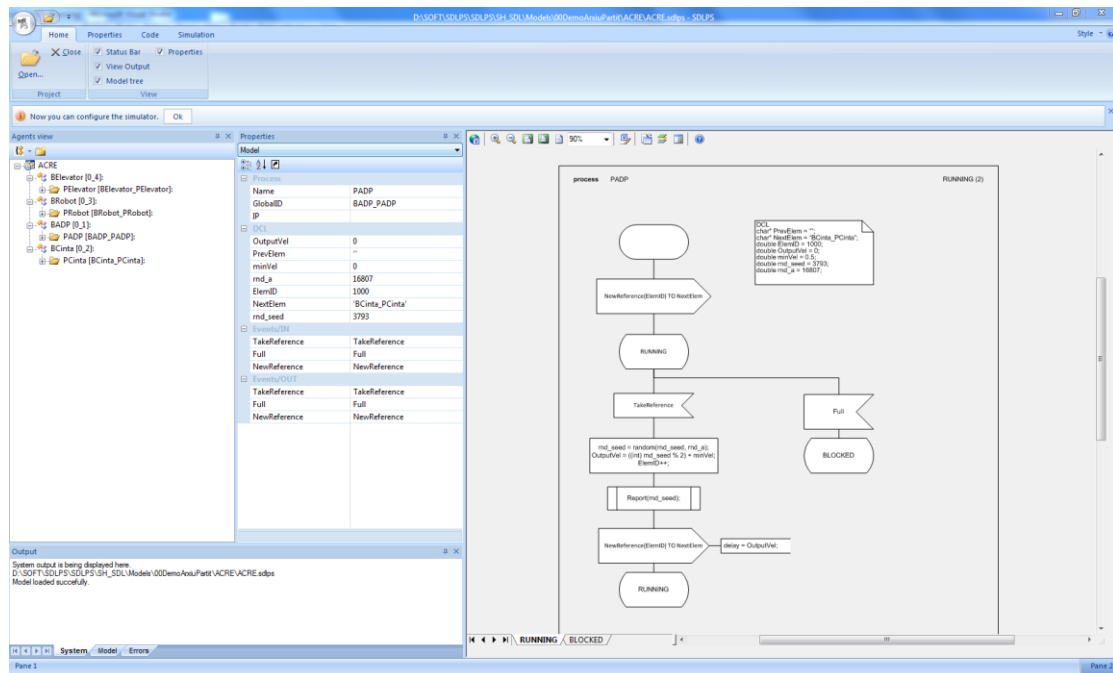 D:\SOFT\SDLPS\SDLPS\SH_SDL\Models\00DemoArxiuPartit\ACRE\ACRE.sdlps - SDLPS
Home Properties Code Simulation Style
Open...
Close
Status Bar
Properties
View Output
Model tree
Project View
Now you can configure the simulator. Ok
Agents view
ACRE
BElevator [0_4]:
PElevator [BElevator_PElevator]:
BRobot [0_3]:
PRobot [BRobot_PRobot]:
BADP [0_1]:
PADP [BADP_PADP]:
BCinta [0_2]:
PCinta [BCinta_PCinta]:
Properties
Model
Process
Name PADP
GlobalID BADP_PADP
IP
DCL
OutputVel 0
PrevElem ''
minVel 0
rnd_a 16807
ElemID 1000
NextElem 'BCinta_PCinta'
rnd_seed 3793
Events/IN
TakeReference TakeReference
Full Full
NewReference NewReference
Events/OUT
TakeReference TakeReference
Full Full
NewReference NewReference
90%
process PADP RUNNING (2)
DCL
char* PrevElem = "";
char* NextElem = "BCinta_PCinta";
double ElemID = 1000;
double OutputVel = 0;
double minVel = 0.5;
double rnd_seed = 3793;
double rnd_a = 16807;
NewReference(ElemID) TO NextElem
RUNNING
TakeReference
Full
rnd_seed = random(rnd_seed, rnd_a);
OutputVel = ((int) rnd_seed % 2) + minVel;
ElemID++;
BLOCKED
Report(rnd_seed);
NewReference(ElemID) TO NextElem
delay = OutputVel;
RUNNING
RUNNING BLOCKED
Output
System output is being displayed here.
D:\SOFT\SDLPS\SDLPS\SH_SDL\Models\00DemoArxiuPartit\ACRE\ACRE.sdlps
Model loaded succefully.
System Model Errors
Pane 1 Pane 2